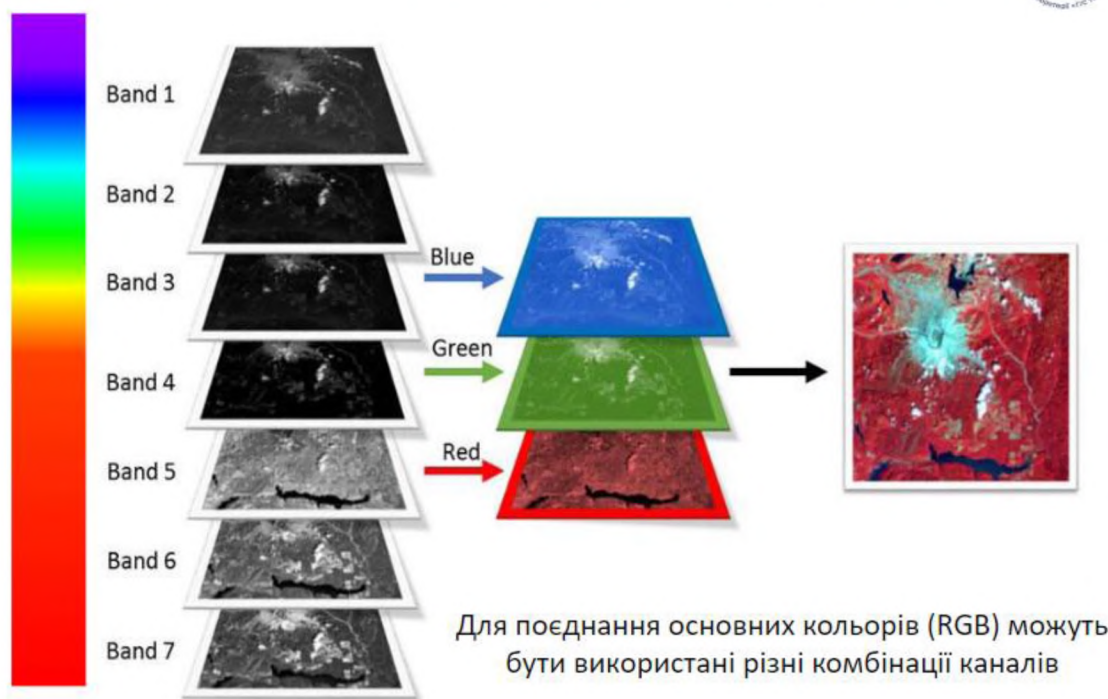 Band 1
Band 2
Band 3
Band 4
Band 5
Band 6
Band 7
Blue
Green
Red
Для поєднання основних кольорів (RGB) можуть
бути використані різні комбінації каналів